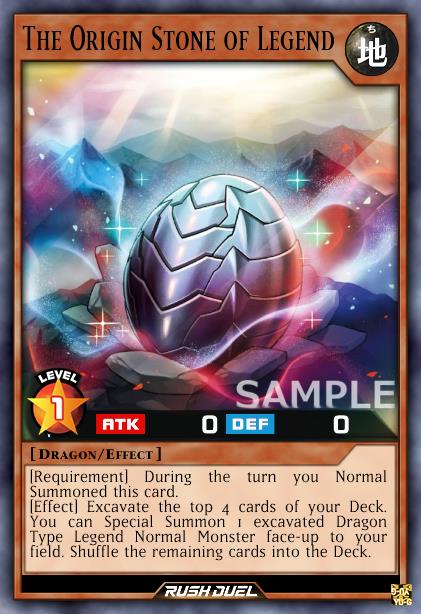 The Origin Stone of Legend
ち
地
LEVEL
1
ATK 0 DEF 0
SAMPLE
[Dragon/Effect]
[Requirement] During the turn you Normal
Summoned this card.
[Effect] Excavate the top 4 cards of your Deck.
You can Special Summon 1 excavated Dragon
Type Legend Normal Monster face-up to your
field. Shuffle the remaining cards into the Deck.
RUSH DUEL